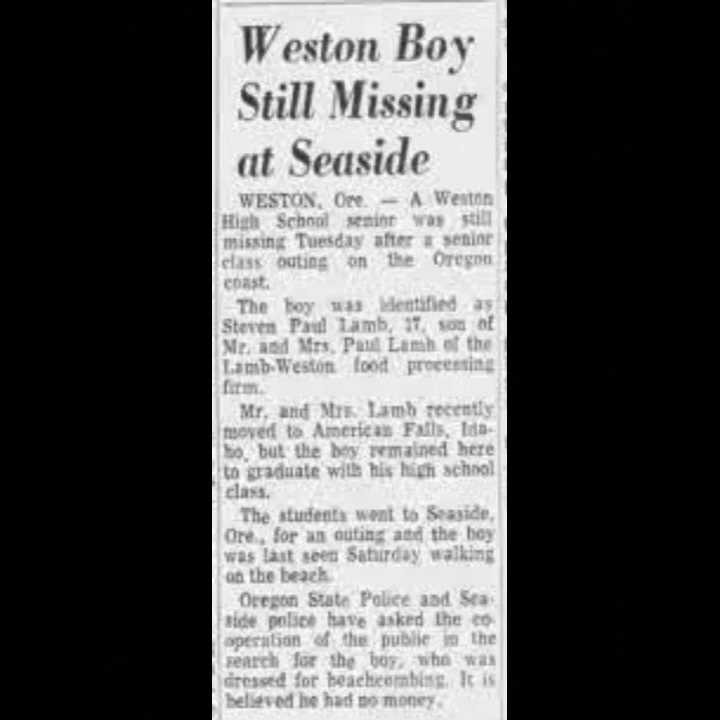 Weston Boy
Still Missing
at Seaside
WESTON, Ore. — A Weston
High School senior was still
missing Tuesday after a senior
class outing on the Oregon
coast.
The boy was identified as
Steven Paul Lamb, 17, son of
Mr. and Mrs. Paul Lamb of the
Lamb-Weston food processing
firm.
Mr. and Mrs. Lamb recently
moved to American Falls, Ida-
ho, but the boy remained here
to graduate with his high school
class.
The students went to Seaside,
Ore., for an outing and the boy
was last seen Saturday walking
on the beach.
Oregon State Police and Sea-
side police have asked the co-
operation of the public in the
search for the boy, who was
dressed for beachcombing. It is
believed he had no money.